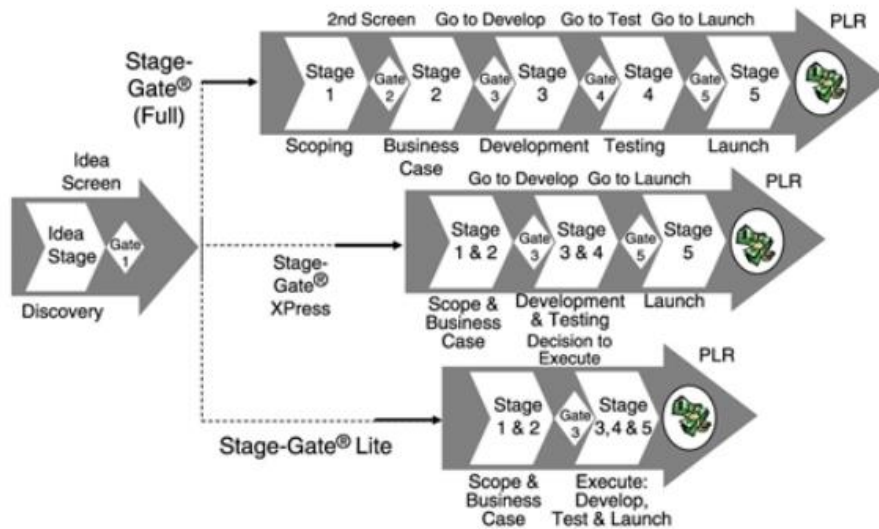 2nd Screen Go to Develop Go to Test Go to Launch
PLR
Stage-
Gate® 
(Full)
Stage
1
Gate
2
Stage
2
Gate
3
Stage
3
Gate
4
Stage
4
Gate
5
Stage
5
Scoping
Business
Case
Development
Testing
Launch
Idea
Screen
Idea
Stage
Gate
1
Discovery
Go to Develop Go to Launch
PLR
Stage-
Gate®
XPress
Stage
1 & 2
Gate
3
Stage
3 & 4
Gate
5
Stage
5
Scope &
Business
Case
Development
& Testing
Launch
Decision to
Execute
PLR
Stage-Gate® Lite
Stage
1 & 2
Gate
3
Stage
3,4 & 5
Scope &
Business
Case
Execute:
Develop,
Test & Launch